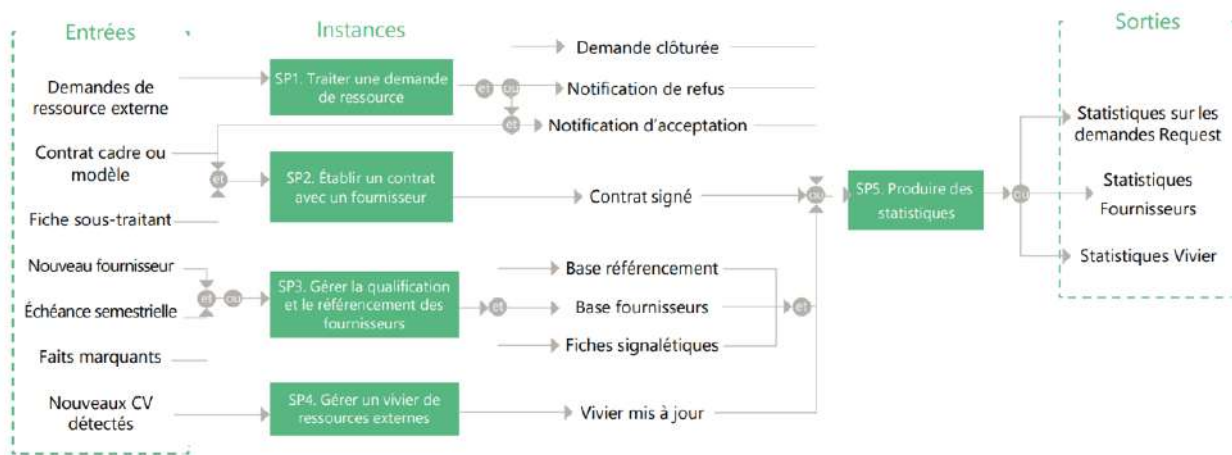 Entrées
Instances
Sorties
Demandes de
ressource externe
Contrat cadre ou
modèle
Fiche sous-traitant
Nouveau fournisseur
Échéance semestrielle
Faits marquants
Nouveaux CV
détectés
SP1. Traiter une demande
de ressource
SP2. Établir un contrat
avec un fournisseur
SP3. Gérer la qualification
et le référencement des
fournisseurs
SP4. Gérer un vivier de
ressources externes
et
ou
et
et
et
ou
et
Demande clôturée
Notification de refus
Notification d'acceptation
Contrat signé
Base référencement
Base fournisseurs
Fiches signalétiques
Vivier mis à jour
et
ou
SP5. Produire des
statistiques
ou
Statistiques sur les
demandes Request
Statistiques
Fournisseurs
Statistiques Vivier